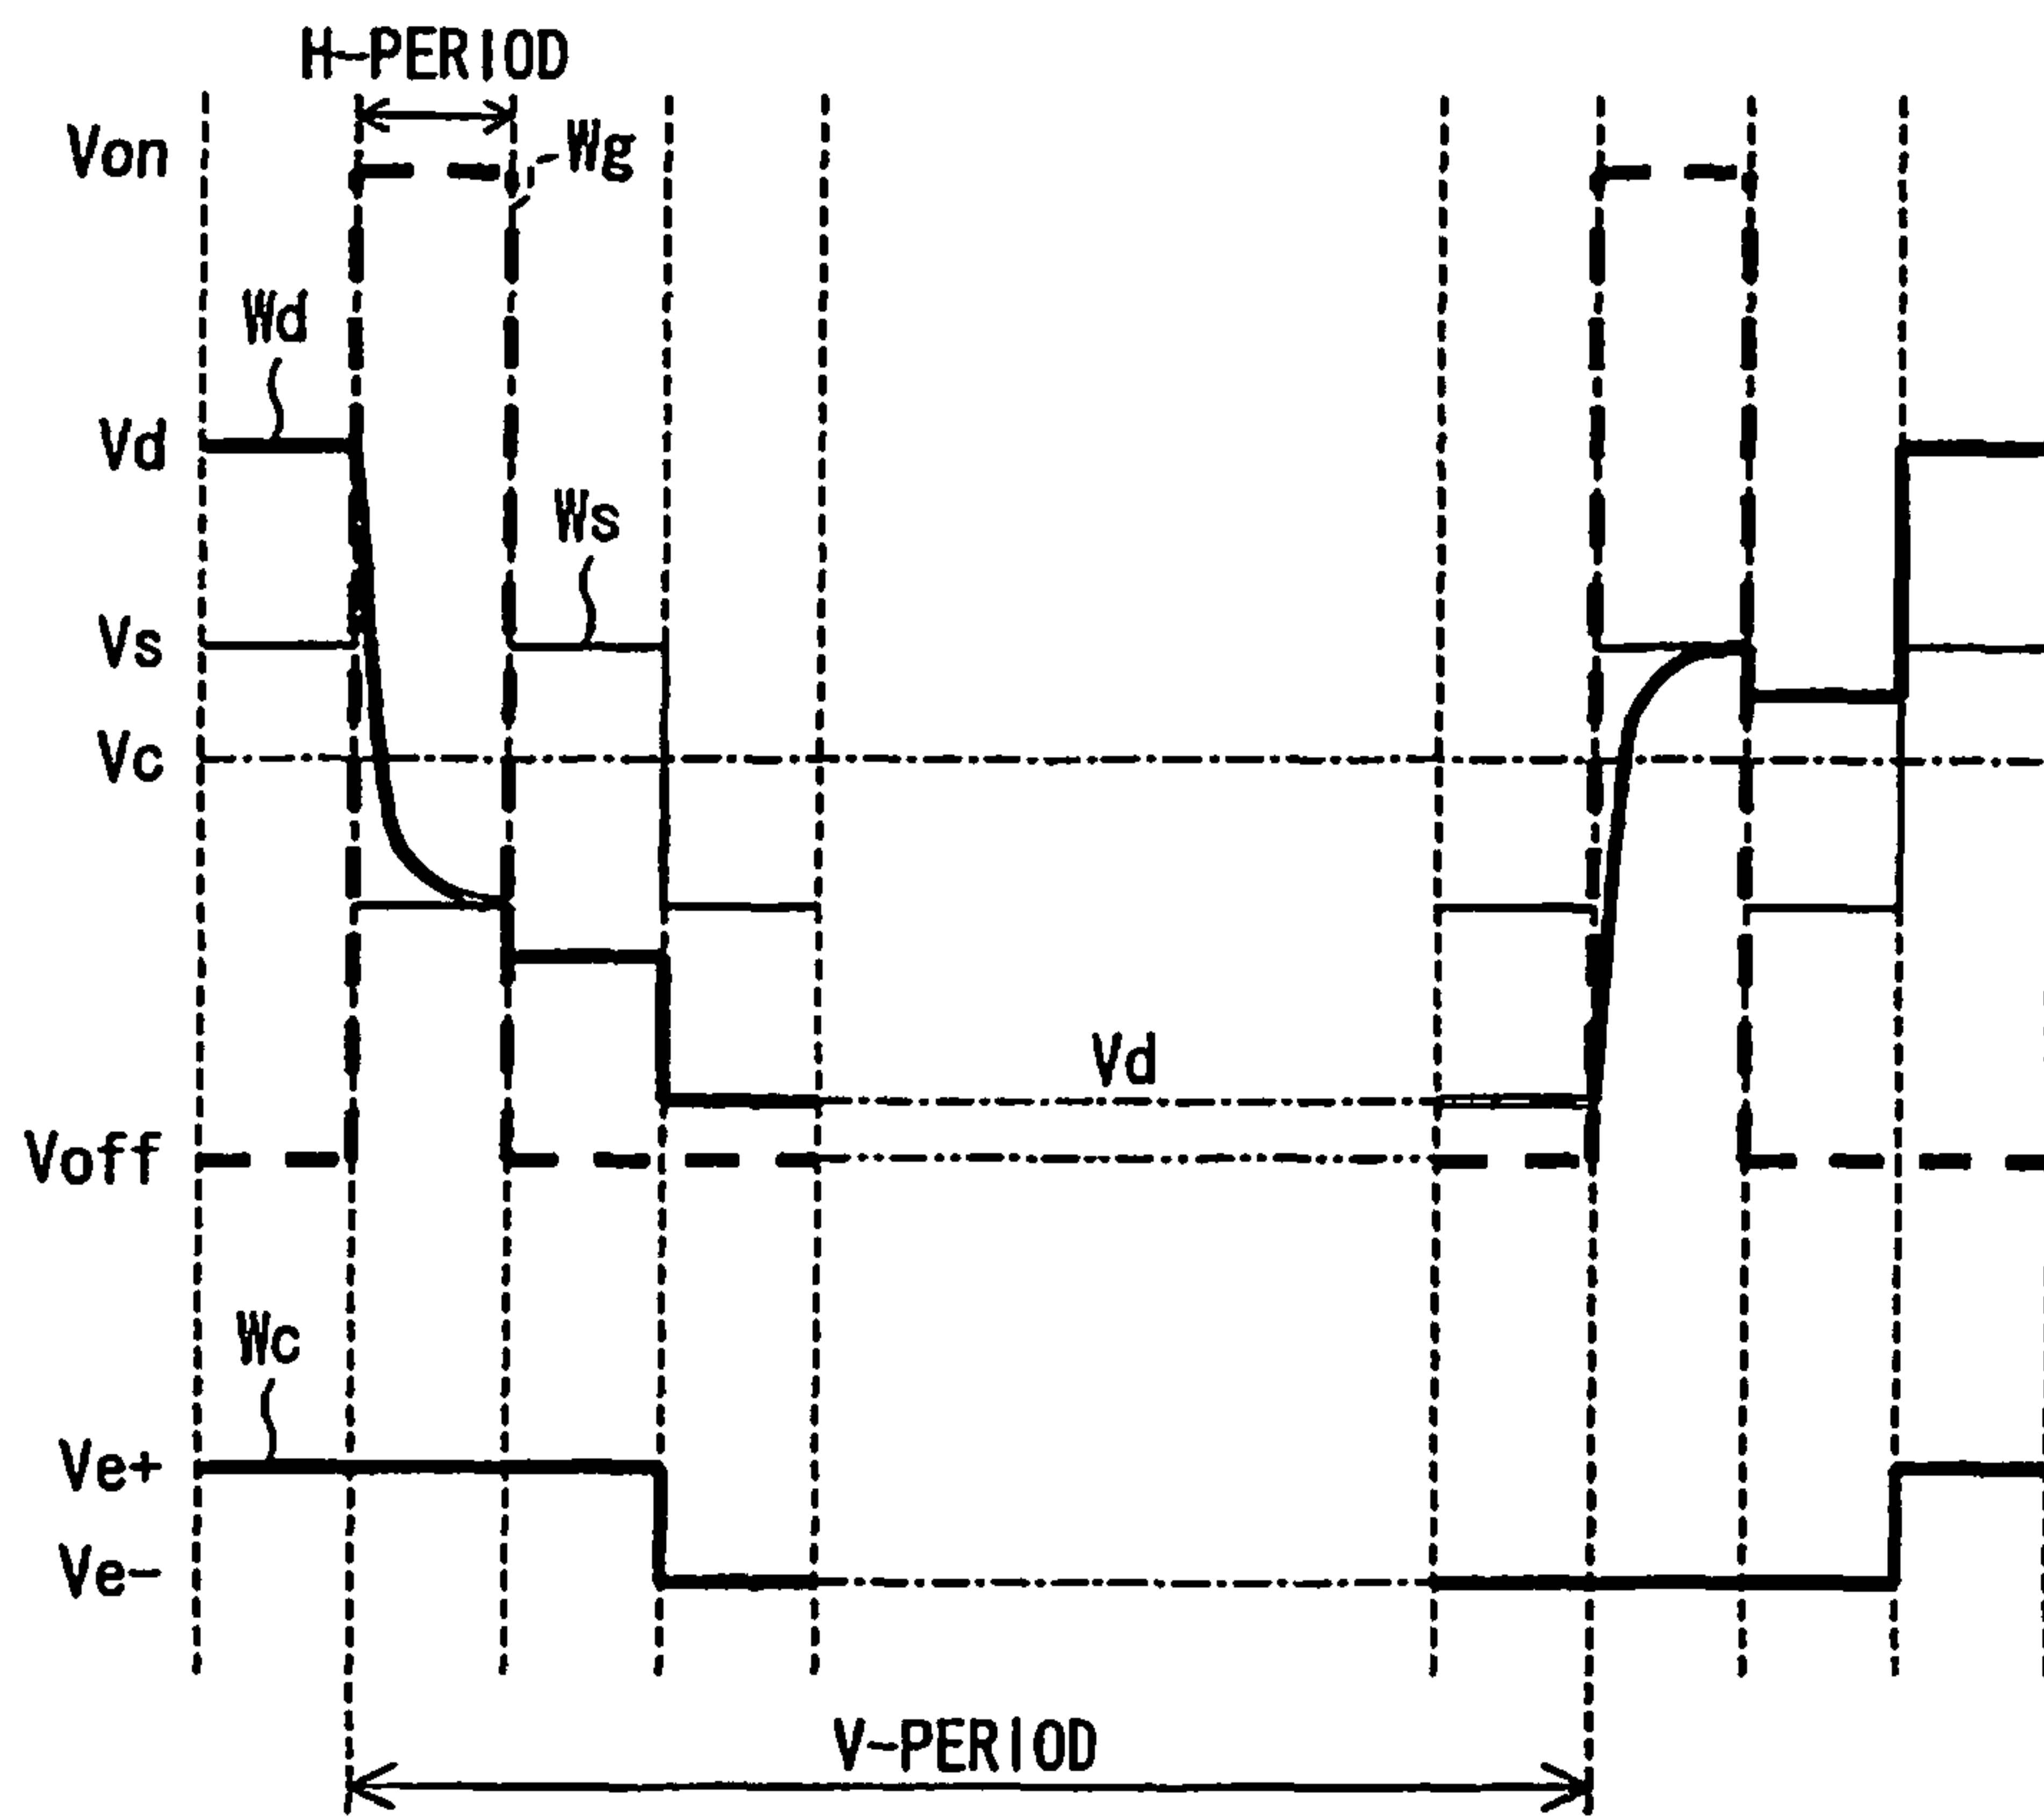 H-PERIOD
Von
Wg
Wd
Vd
Ws
Vs
Vc
Vd
Voff
Wc
Ve+
Ve-
V-PERIOD